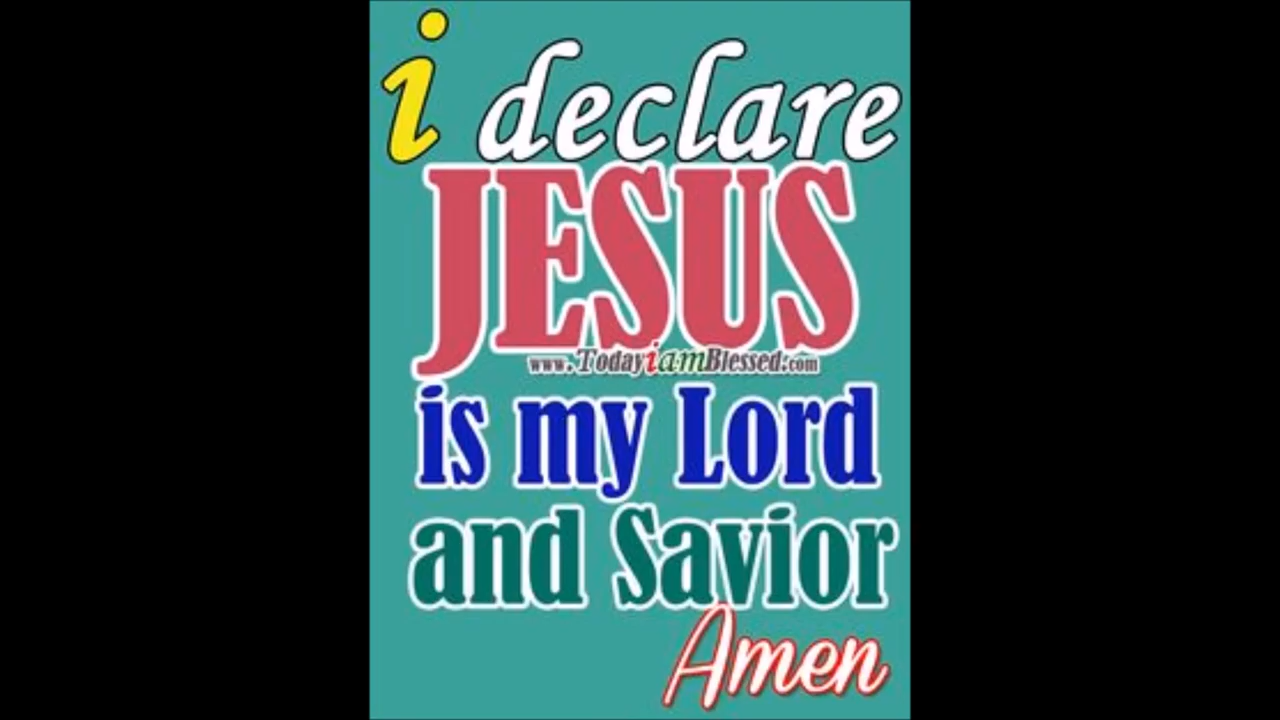 i declare
JESUS
www.TodayiamBlessed.com
is my Lord
and Savior
Amen